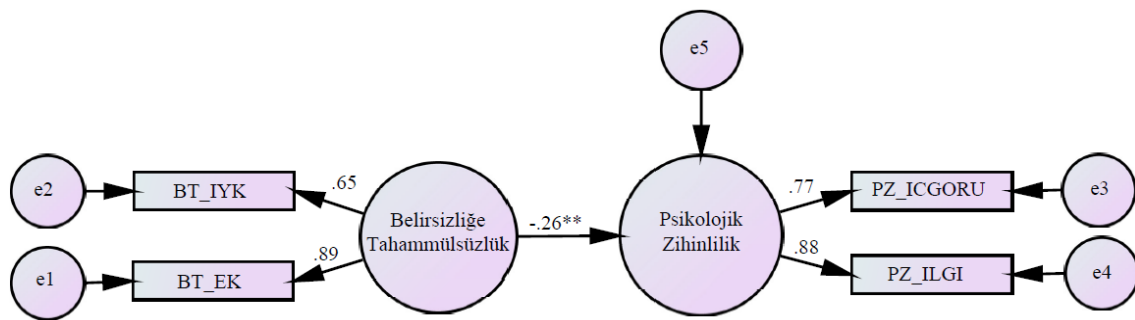 e5
e2
BT_IYK
.65
Belirsizliğe
Tahammülsüzlük
-.26**
Psikolojik
Zihinlilik
.77
PZ_ICGORU
e3
e1
BT_EK
.89
.88
PZ_ILGI
e4